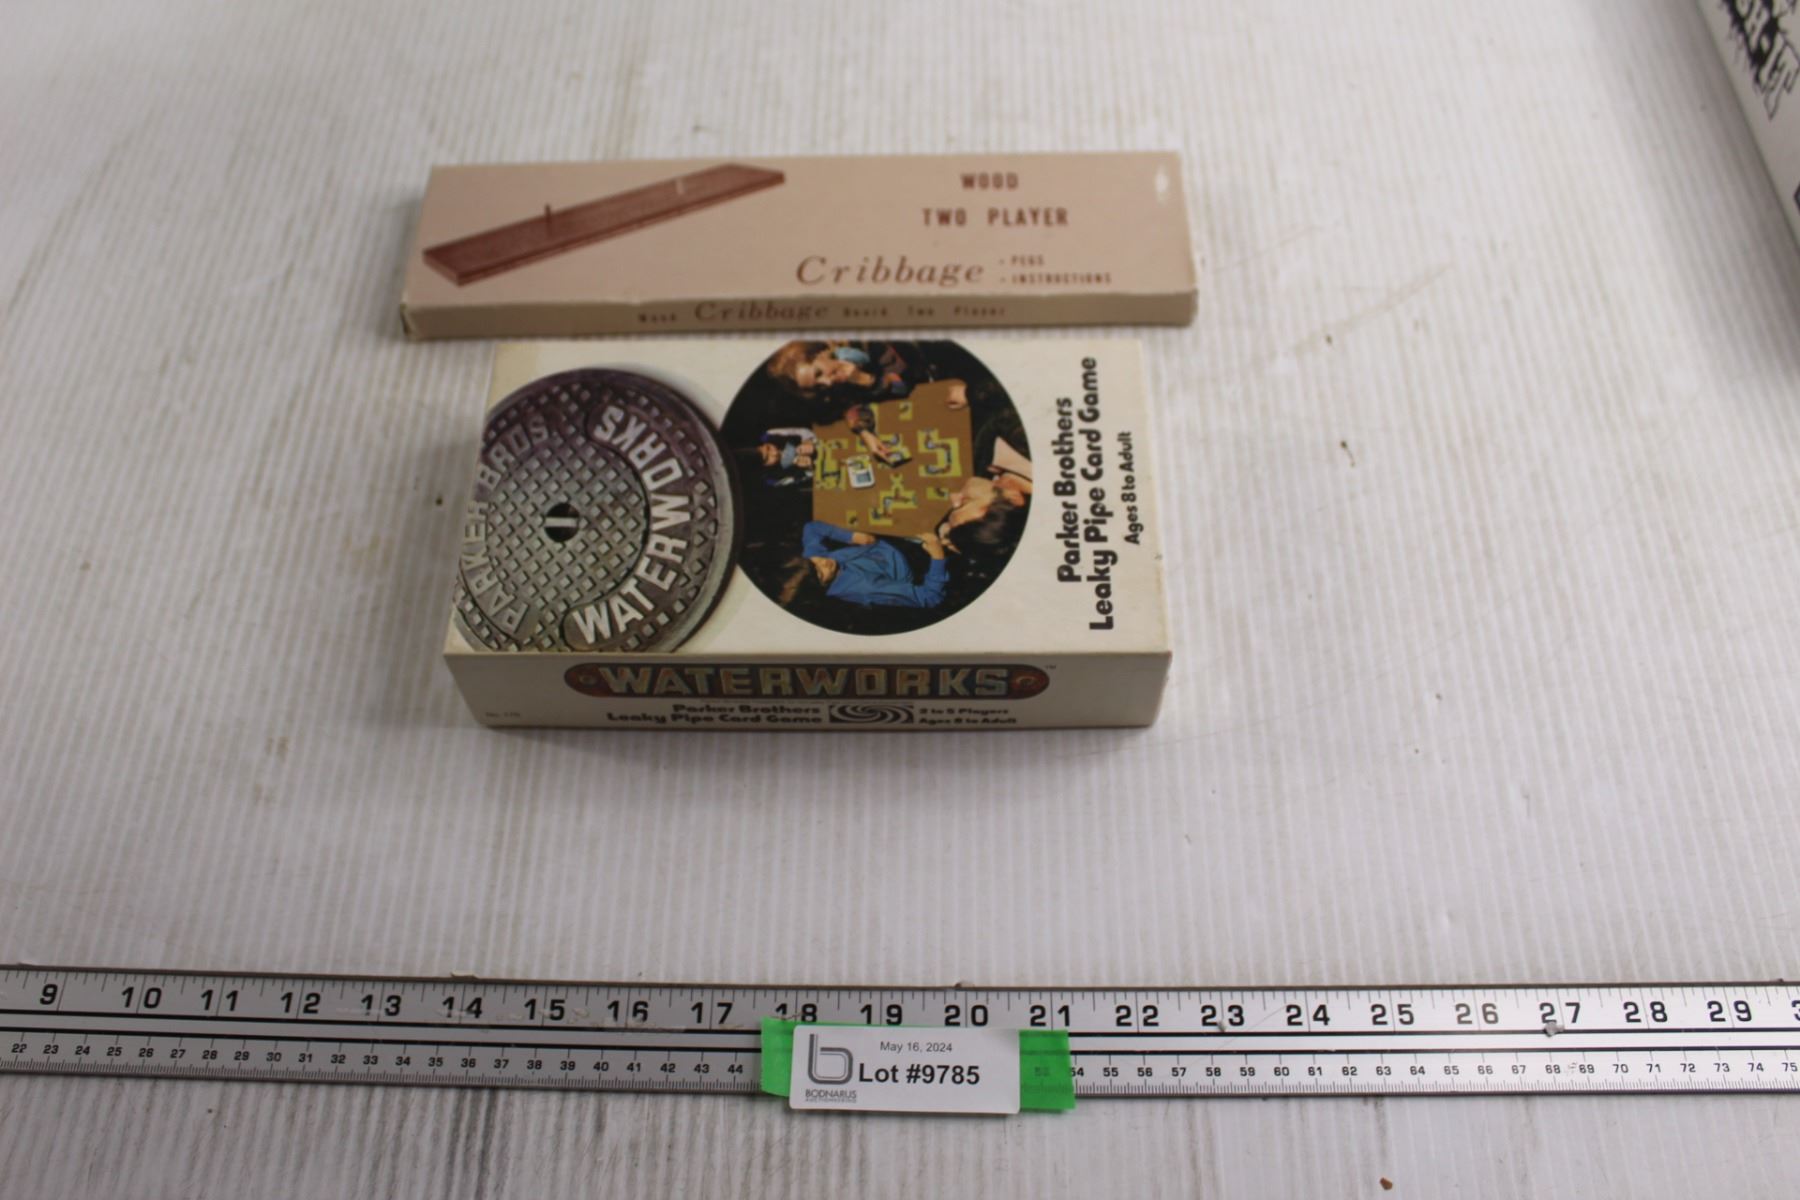 WOOD
TWO PLAYER
Cribbage
- PEGS
- INSTRUCTIONS
Wood Cribbage Board Two Player
PARKER BROS
WATERWORKS
Parker Brothers
Leaky Pipe Card Game
Ages 8 to Adult
WATERWORKS™
Parker Brothers
Leaky Pipe Card Game
2 to 5 Players
Ages 8 to Adult
9 10 11 12 13 14 15 16 17 18 19 20 21 22 23 24 25 26 27 28 29 3
22 23 24 25 26 27 28 29 30 31 32 33 34 35 36 37 38 39 40 41 42 43 44 53 54 55 56 57 58 59 60 61 62 63 64 65 66 67 68 69 70 71 72 73 74 75
May 16, 2024
Lot #9785
BODNARUS
AUCTIONEERING